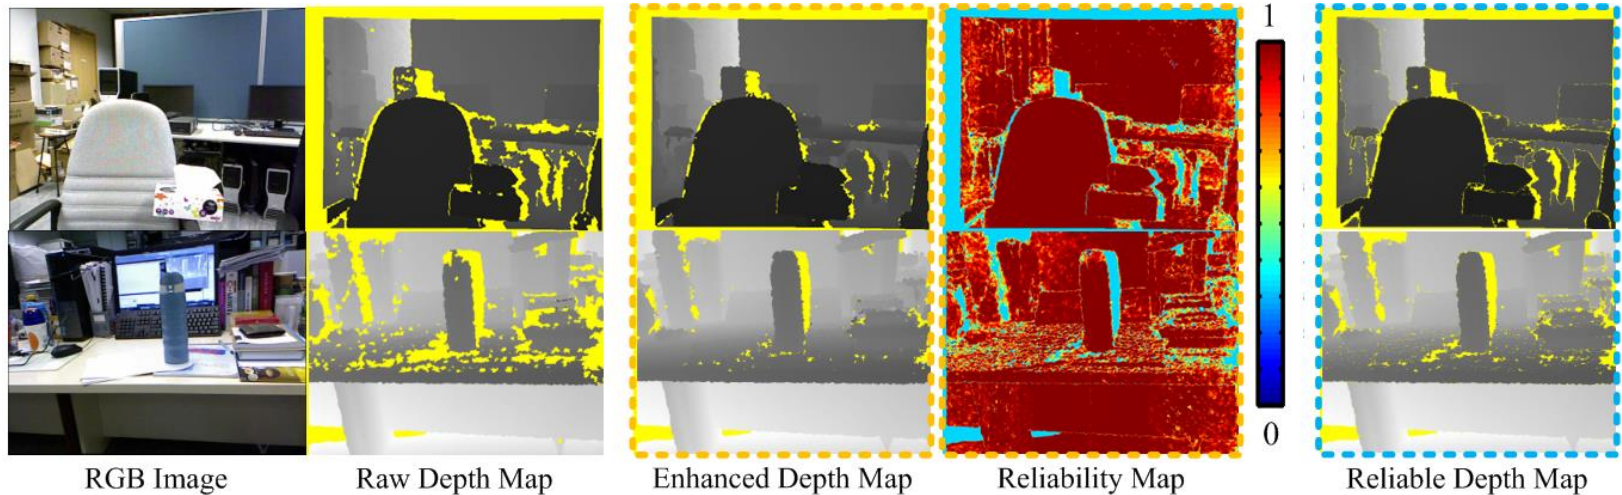 1
0
RGB Image
Raw Depth Map
Enhanced Depth Map
Reliability Map
Reliable Depth Map